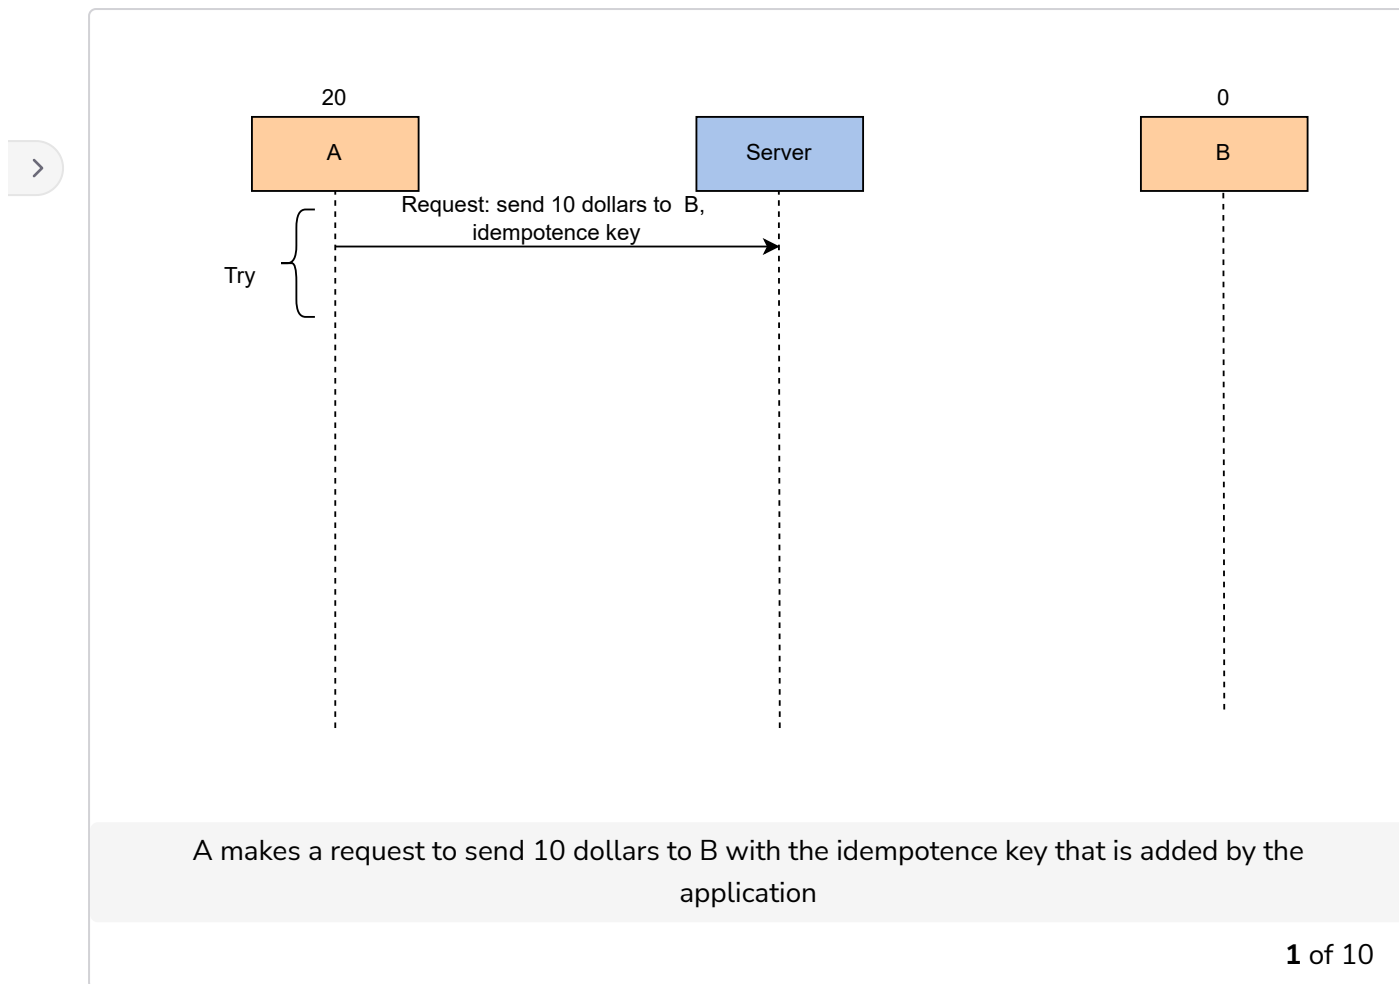 20
0
A
Server
B
Request: send 10 dollars to  B,
idempotence key
Try
A makes a request to send 10 dollars to B with the idempotence key that is added by the
application
1 of 10